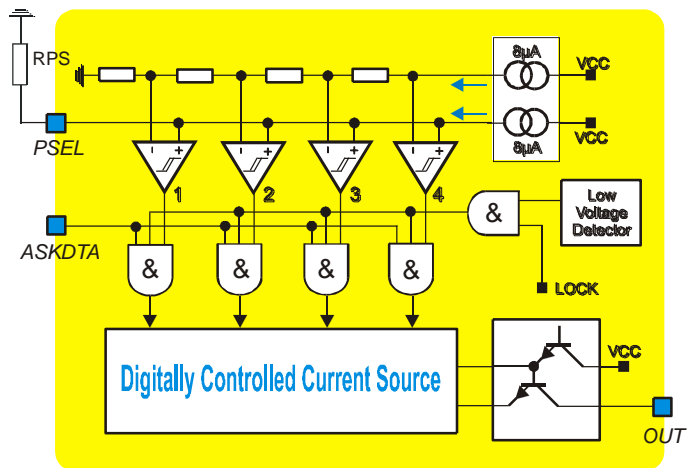 RPS
8µA
VCC
PSEL
8µA
VCC
- +
- +
- +
- +
1
2
3
4
ASKDTA
&
Low
Voltage
Detector
&
&
&
&
LOCK
Digitally Controlled Current Source
VCC
OUT